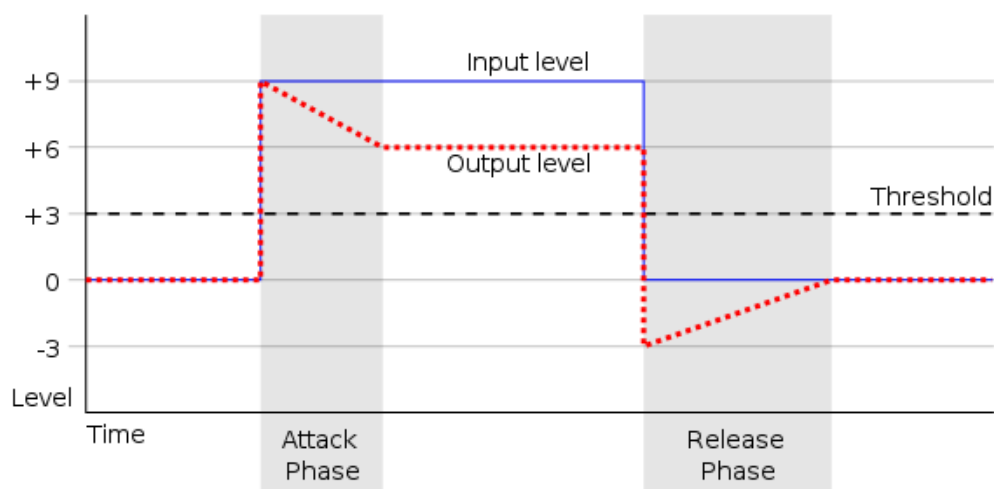 +9
Input level
+6
Output level
Threshold
+3
0
-3
Level
Time
Attack
Phase
Release
Phase